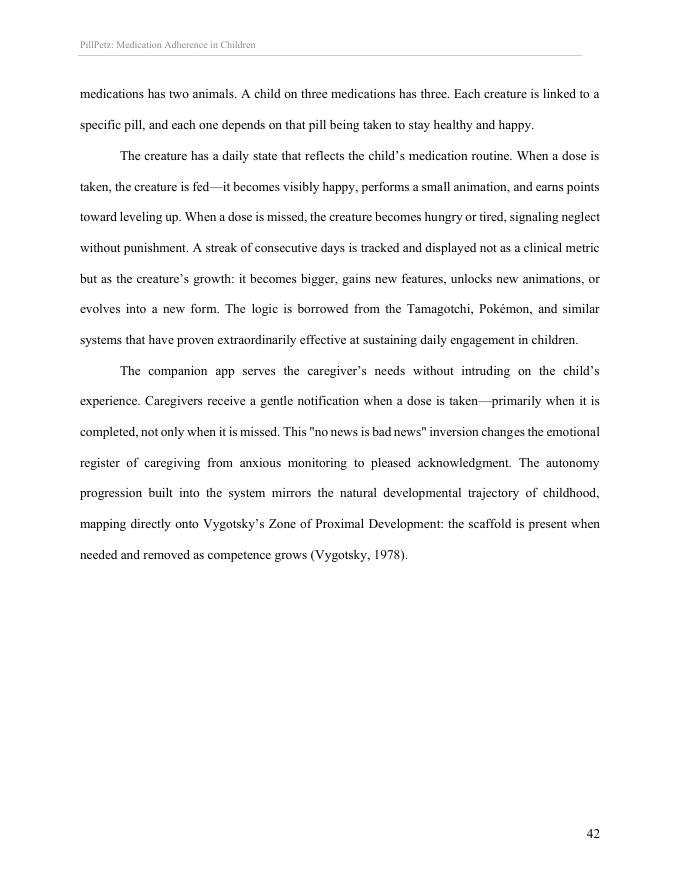 PillPetz: Medication Adherence in Children
medications has two animals. A child on three medications has three. Each creature is linked to a
specific pill, and each one depends on that pill being taken to stay healthy and happy.
The creature has a daily state that reflects the child’s medication routine. When a dose is
taken, the creature is fed—it becomes visibly happy, performs a small animation, and earns points
toward leveling up. When a dose is missed, the creature becomes hungry or tired, signaling neglect
without punishment. A streak of consecutive days is tracked and displayed not as a clinical metric
but as the creature’s growth: it becomes bigger, gains new features, unlocks new animations, or
evolves into a new form. The logic is borrowed from the Tamagotchi, Pokémon, and similar
systems that have proven extraordinarily effective at sustaining daily engagement in children.
The companion app serves the caregiver’s needs without intruding on the child’s
experience. Caregivers receive a gentle notification when a dose is taken—primarily when it is
completed, not only when it is missed. This "no news is bad news" inversion changes the emotional
register of caregiving from anxious monitoring to pleased acknowledgment. The autonomy
progression built into the system mirrors the natural developmental trajectory of childhood,
mapping directly onto Vygotsky’s Zone of Proximal Development: the scaffold is present when
needed and removed as competence grows (Vygotsky, 1978).
42